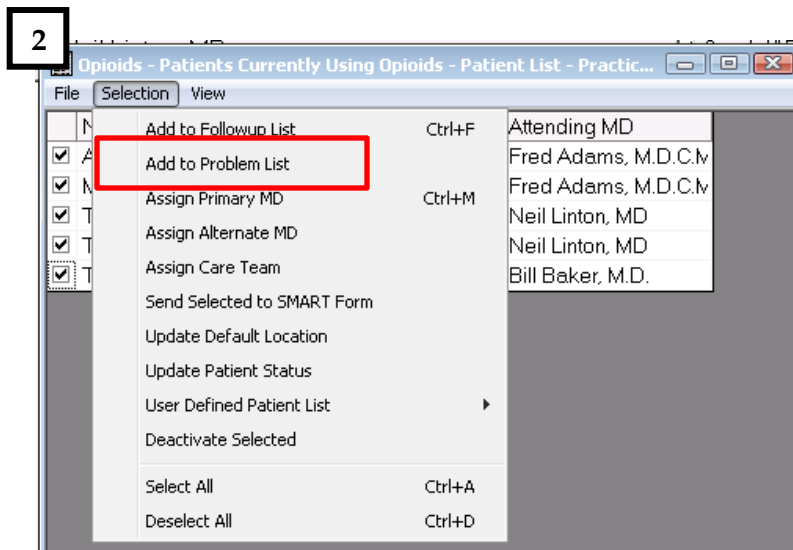 2
Opioids - Patients Currently Using Opioids - Patient List - Practic...
File Selection View
Add to Followup List Ctrl+F Attending MD
Add to Problem List Fred Adams, M.D.C.M
Assign Primary MD Ctrl+M Fred Adams, M.D.C.M
Assign Alternate MD Neil Linton, MD
Assign Care Team Neil Linton, MD
Send Selected to SMART Form Bill Baker, M.D.
Update Default Location
Update Patient Status
User Defined Patient List
Deactivate Selected
Select All Ctrl+A
Deselect All Ctrl+D